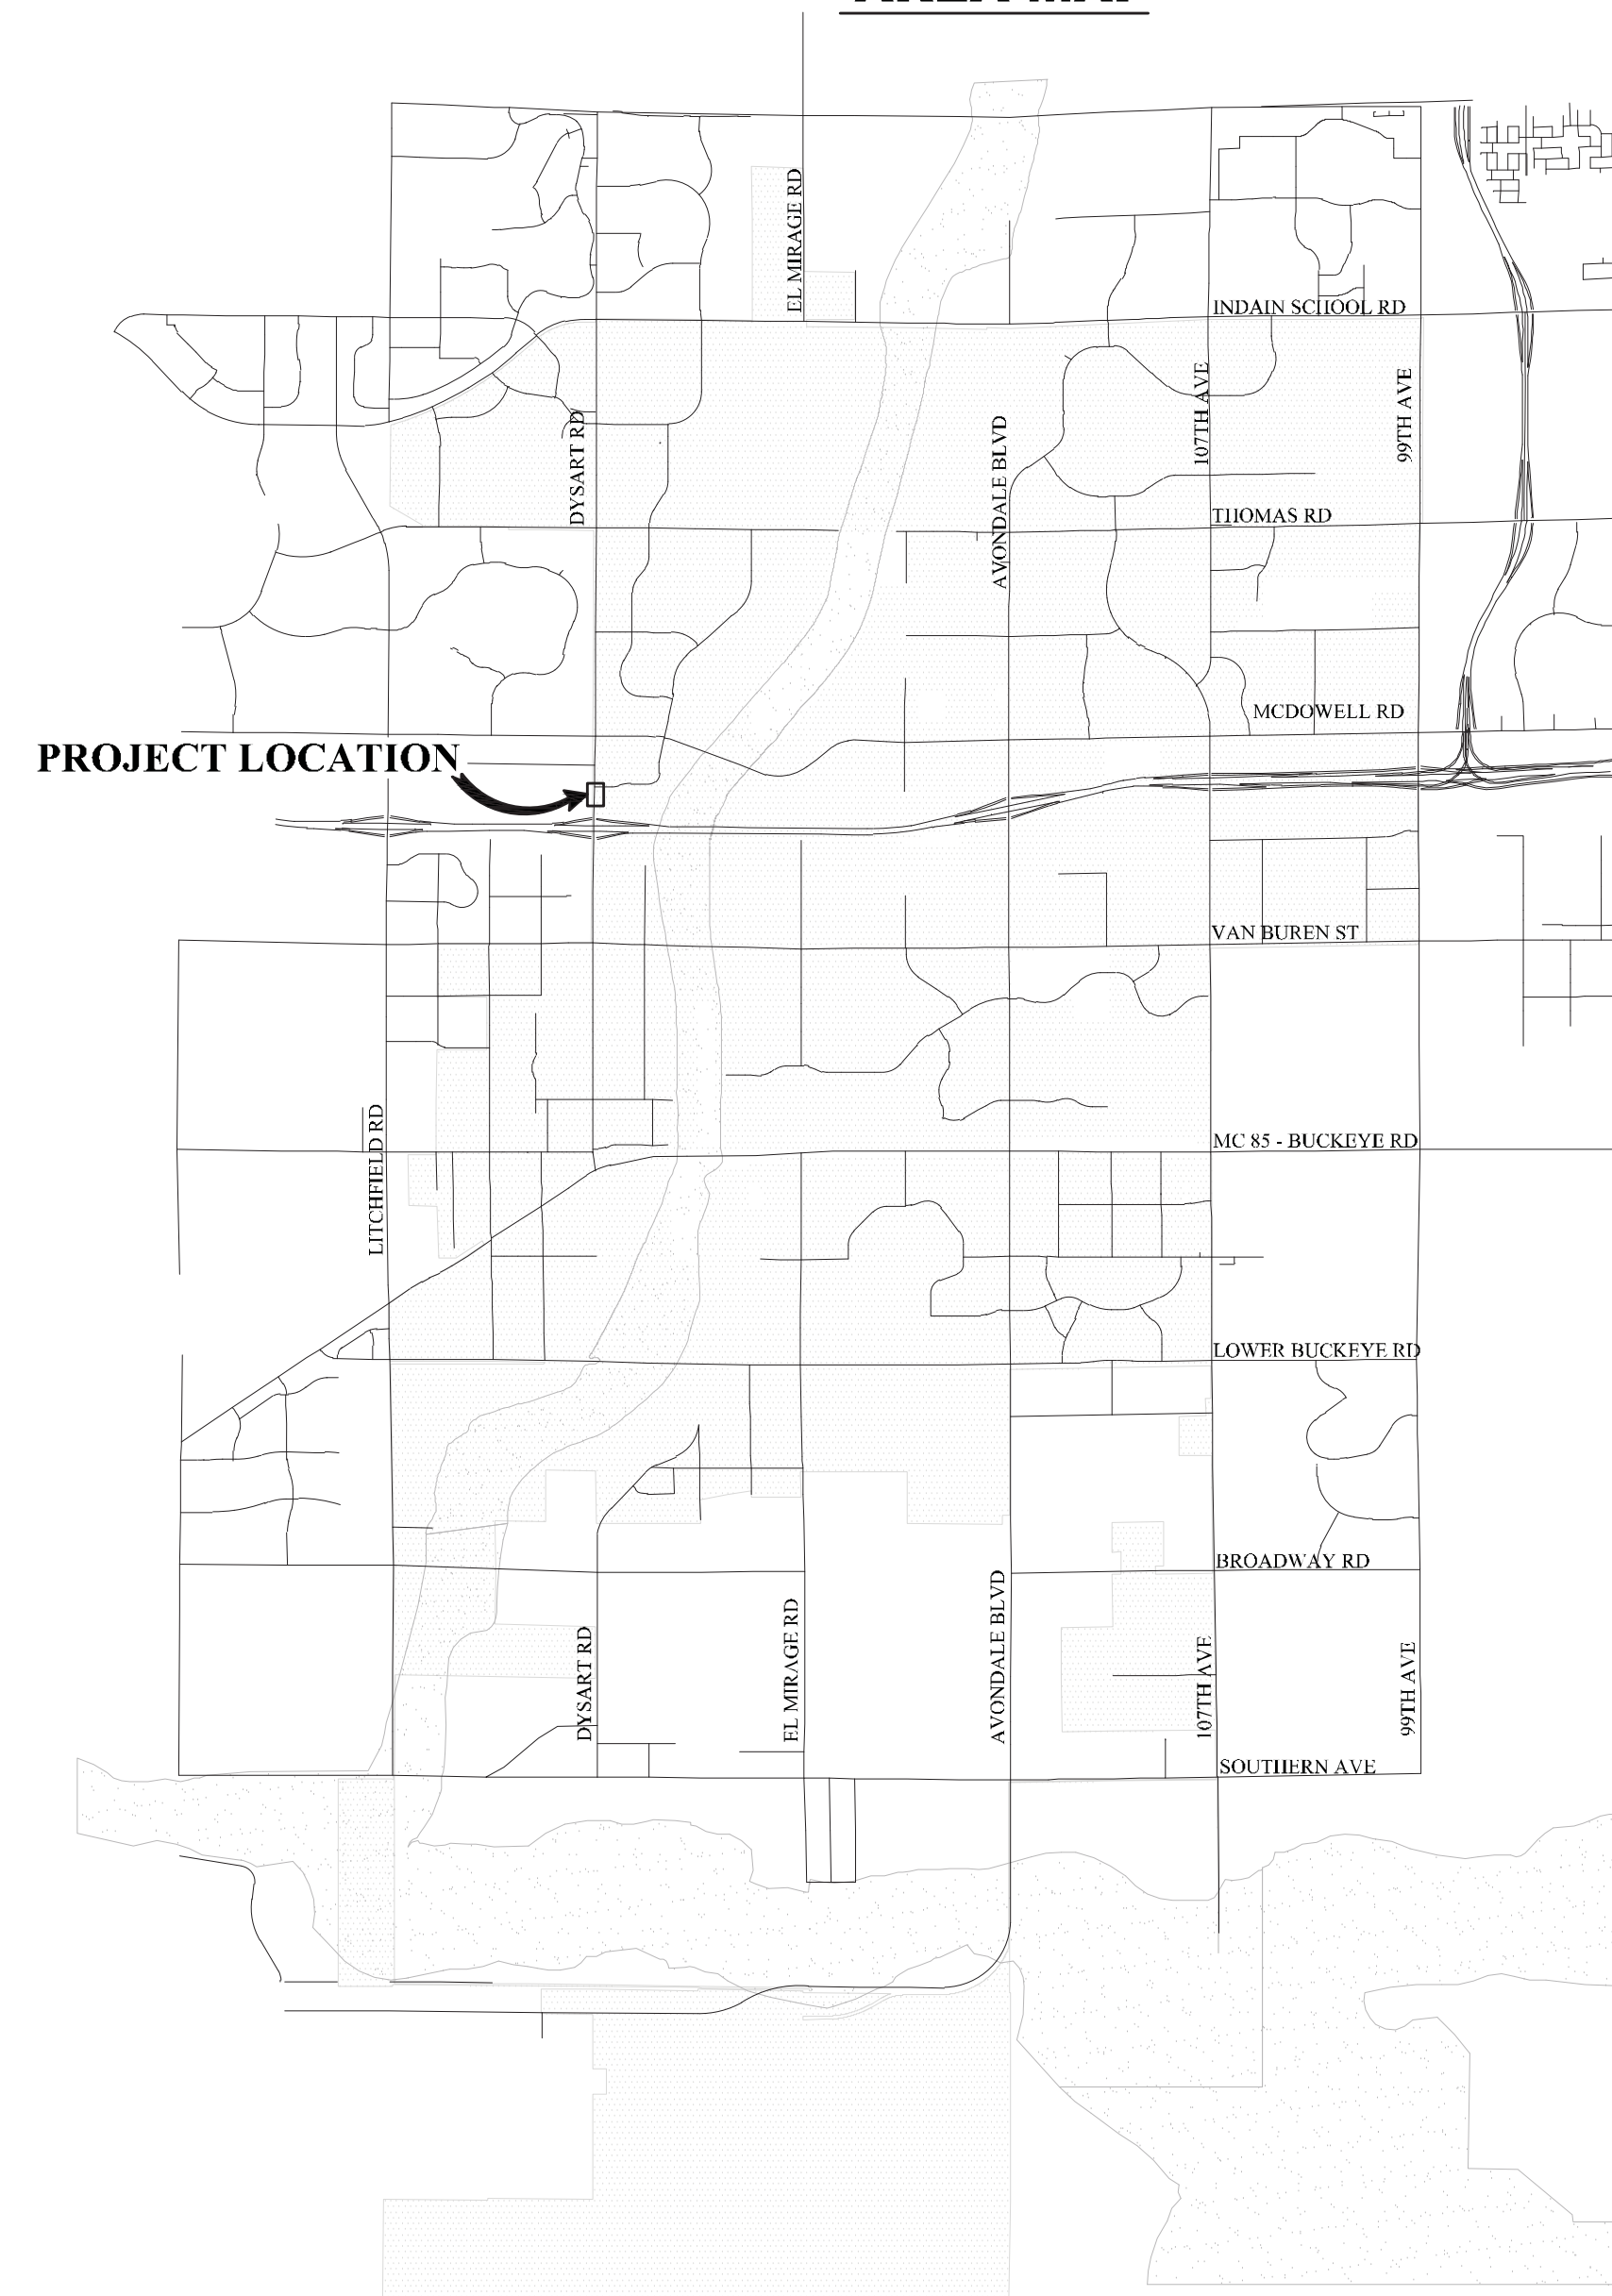 EL MIRAGE RD
INDAIN SCHOOL RD
DYSART RD
AVONDALE BLVD
107TH AVE
99TH AVE
THOMAS RD
MCDOWELL RD
PROJECT LOCATION
VAN BUREN ST
LITCHFIELD RD
MC 85 - BUCKEYE RD
LOWER BUCKEYE RD
BROADWAY RD
DYSART RD
EL MIRAGE RD
AVONDALE BLVD
107TH AVE
99TH AVE
SOUTHERN AVE